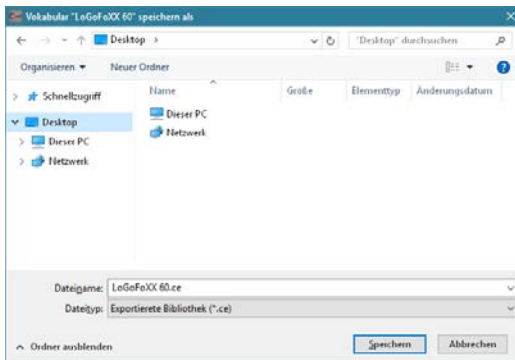 Vokabular "LoGoFoXX 60" speichern als
Desktop
"Desktop" durchsuchen
Organisieren
Neuer Ordner
Name
Größe
Elementtyp
Änderungsdatum
Schnellzugriff
Desktop
Dieser PC
Netzwerk
Dieser PC
Netzwerk
Dateiname: LoGoFoXX 60.ce
Dateityp: Exportierete Bibliothek (*.ce)
Ordner ausblenden
Speichern
Abbrechen